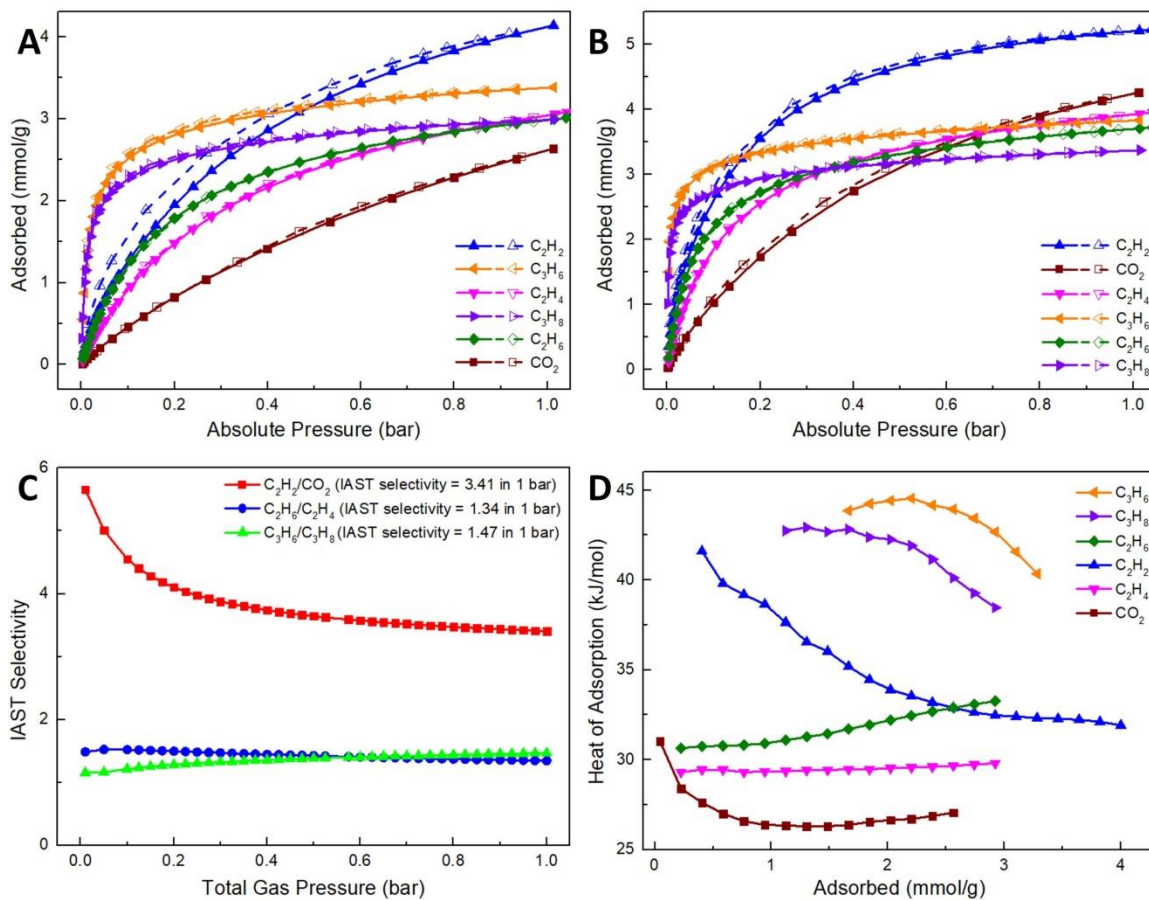 A
Adsorbed (mmol/g)
4
3
2
1
0
C₂H₂
C₃H₆
C₂H₄
C₃H₈
C₂H₆
CO₂
0.0 0.2 0.4 0.6 0.8 1.0
Absolute Pressure (bar)
B
Adsorbed (mmol/g)
5
4
3
2
1
0
C₂H₂
CO₂
C₂H₄
C₃H₆
C₂H₆
C₃H₈
0.0 0.2 0.4 0.6 0.8 1.0
Absolute Pressure (bar)
C
IAST Selectivity
6
4
2
0
C₂H₂/CO₂ (IAST selectivity = 3.41 in 1 bar)
C₂H₆/C₂H₄ (IAST selectivity = 1.34 in 1 bar)
C₃H₆/C₃H₈ (IAST selectivity = 1.47 in 1 bar)
0.0 0.2 0.4 0.6 0.8 1.0
Total Gas Pressure (bar)
D
Heat of Adsorption (kJ/mol)
45
40
35
30
25
C₃H₆
C₃H₈
C₂H₆
C₂H₂
C₂H₄
CO₂
0 1 2 3 4
Adsorbed (mmol/g)